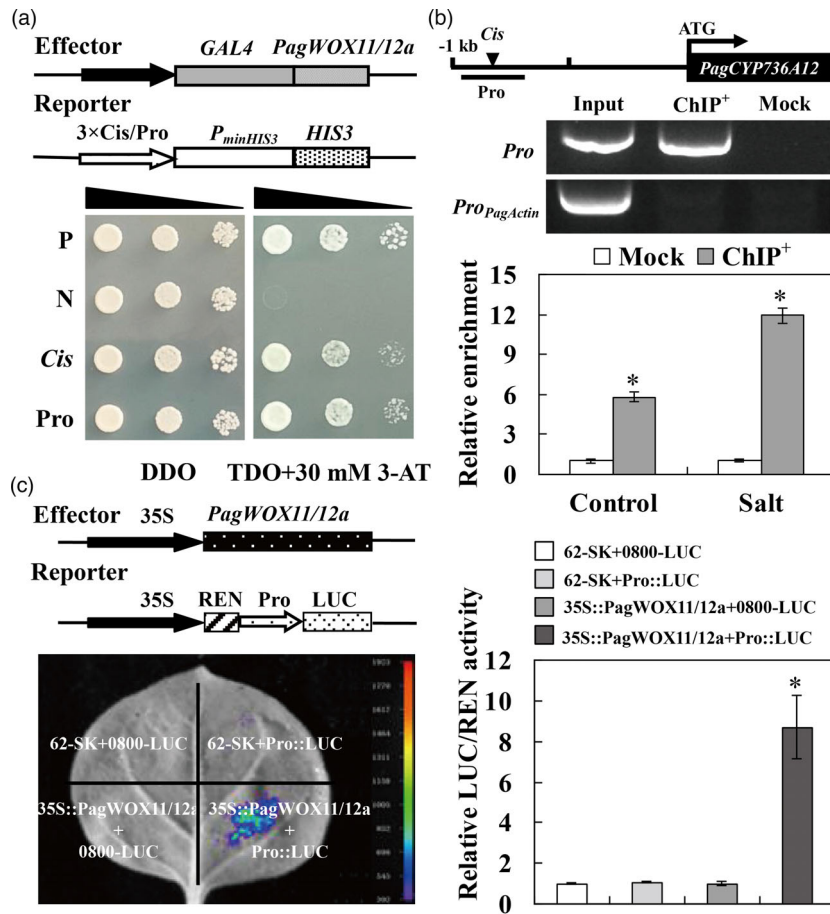 (a)
Effector
GAL4
PagWOX11/12a
Reporter
3×Cis/Pro
PminHIS3
HIS3
P
N
Cis
Pro
DDO
TDO+30 mM 3-AT
(b)
-1 kb
Cis
ATG
Pro
PagCYP736A12
Input
ChIP+
Mock
Pro
ProPagActin
Mock
ChIP+
Relative enrichment
15
12
9
6
3
0
*
*
Control
Salt
(c)
Effector
35S
PagWOX11/12a
Reporter
35S
REN
Pro
LUC
62-SK+0800-LUC
62-SK+Pro::LUC
35S::PagWOX11/12a
+
0800-LUC
35S::PagWOX11/12a
+
Pro::LUC
62-SK+0800-LUC
62-SK+Pro::LUC
35S::PagWOX11/12a+0800-LUC
35S::PagWOX11/12a+Pro::LUC
Relative LUC/REN activity
12
10
8
6
4
2
0
*